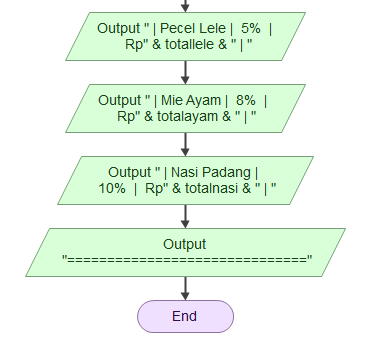 Output " | Pecel Lele |  5%  |
Rp" & totallele & " | "
Output " | Mie Ayam |  8%  |
Rp" & totalayam & " | "
Output " | Nasi Padang |
10%  |  Rp" & totalnasi & " | "
Output
"=============================="
End